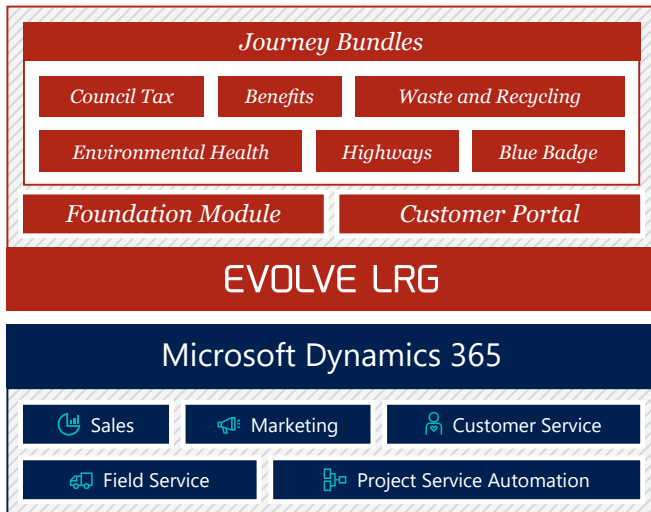 Journey Bundles
Council Tax
Benefits
Waste and Recycling
Environmental Health
Highways
Blue Badge
Foundation Module
Customer Portal
EVOLVE LRG
Microsoft Dynamics 365
Sales
Marketing
Customer Service
Field Service
Project Service Automation